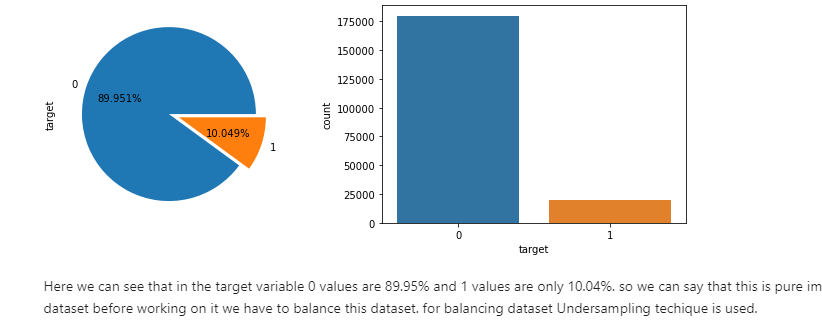 0
89.951%
target
10.049%
1
175000
150000
125000
100000
75000
50000
25000
0
count
0
1
target
Here we can see that in the target variable 0 values are 89.95% and 1 values are only 10.04%. so we can say that this is pure im
dataset before working on it we have to balance this dataset. for balancing dataset Undersampling techique is used.